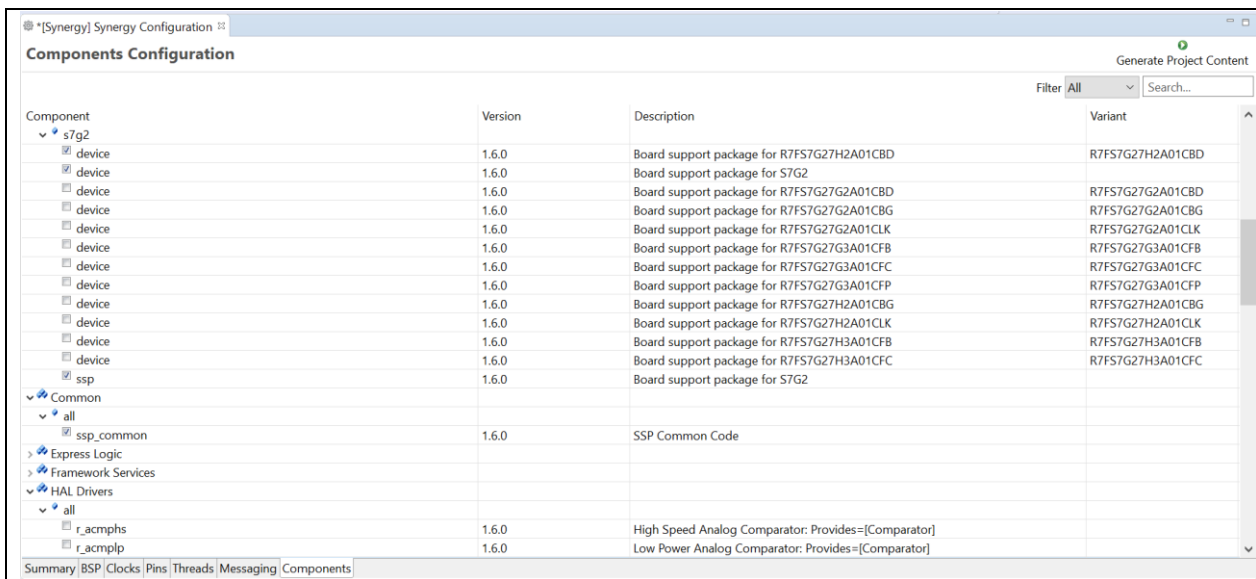 *[Synergy] Synergy Configuration
Components Configuration
Generate Project Content
Filter All Search...
Component Version Description Variant
s7g2
device 1.6.0 Board support package for R7FS7G27H2A01CBD R7FS7G27H2A01CBD
device 1.6.0 Board support package for S7G2
device 1.6.0 Board support package for R7FS7G27G2A01CBD R7FS7G27G2A01CBD
device 1.6.0 Board support package for R7FS7G27G2A01CBG R7FS7G27G2A01CBG
device 1.6.0 Board support package for R7FS7G27G2A01CLK R7FS7G27G2A01CLK
device 1.6.0 Board support package for R7FS7G27G3A01CFB R7FS7G27G3A01CFB
device 1.6.0 Board support package for R7FS7G27G3A01CFC R7FS7G27G3A01CFC
device 1.6.0 Board support package for R7FS7G27G3A01CFP R7FS7G27G3A01CFP
device 1.6.0 Board support package for R7FS7G27H2A01CBG R7FS7G27H2A01CBG
device 1.6.0 Board support package for R7FS7G27H2A01CLK R7FS7G27H2A01CLK
device 1.6.0 Board support package for R7FS7G27H3A01CFB R7FS7G27H3A01CFB
device 1.6.0 Board support package for R7FS7G27H3A01CFC R7FS7G27H3A01CFC
ssp 1.6.0 Board support package for S7G2
Common
all
ssp_common 1.6.0 SSP Common Code
Express Logic
Framework Services
HAL Drivers
all
r_acmphs 1.6.0 High Speed Analog Comparator: Provides=[Comparator]
r_acmplp 1.6.0 Low Power Analog Comparator: Provides=[Comparator]
Summary BSP Clocks Pins Threads Messaging Components